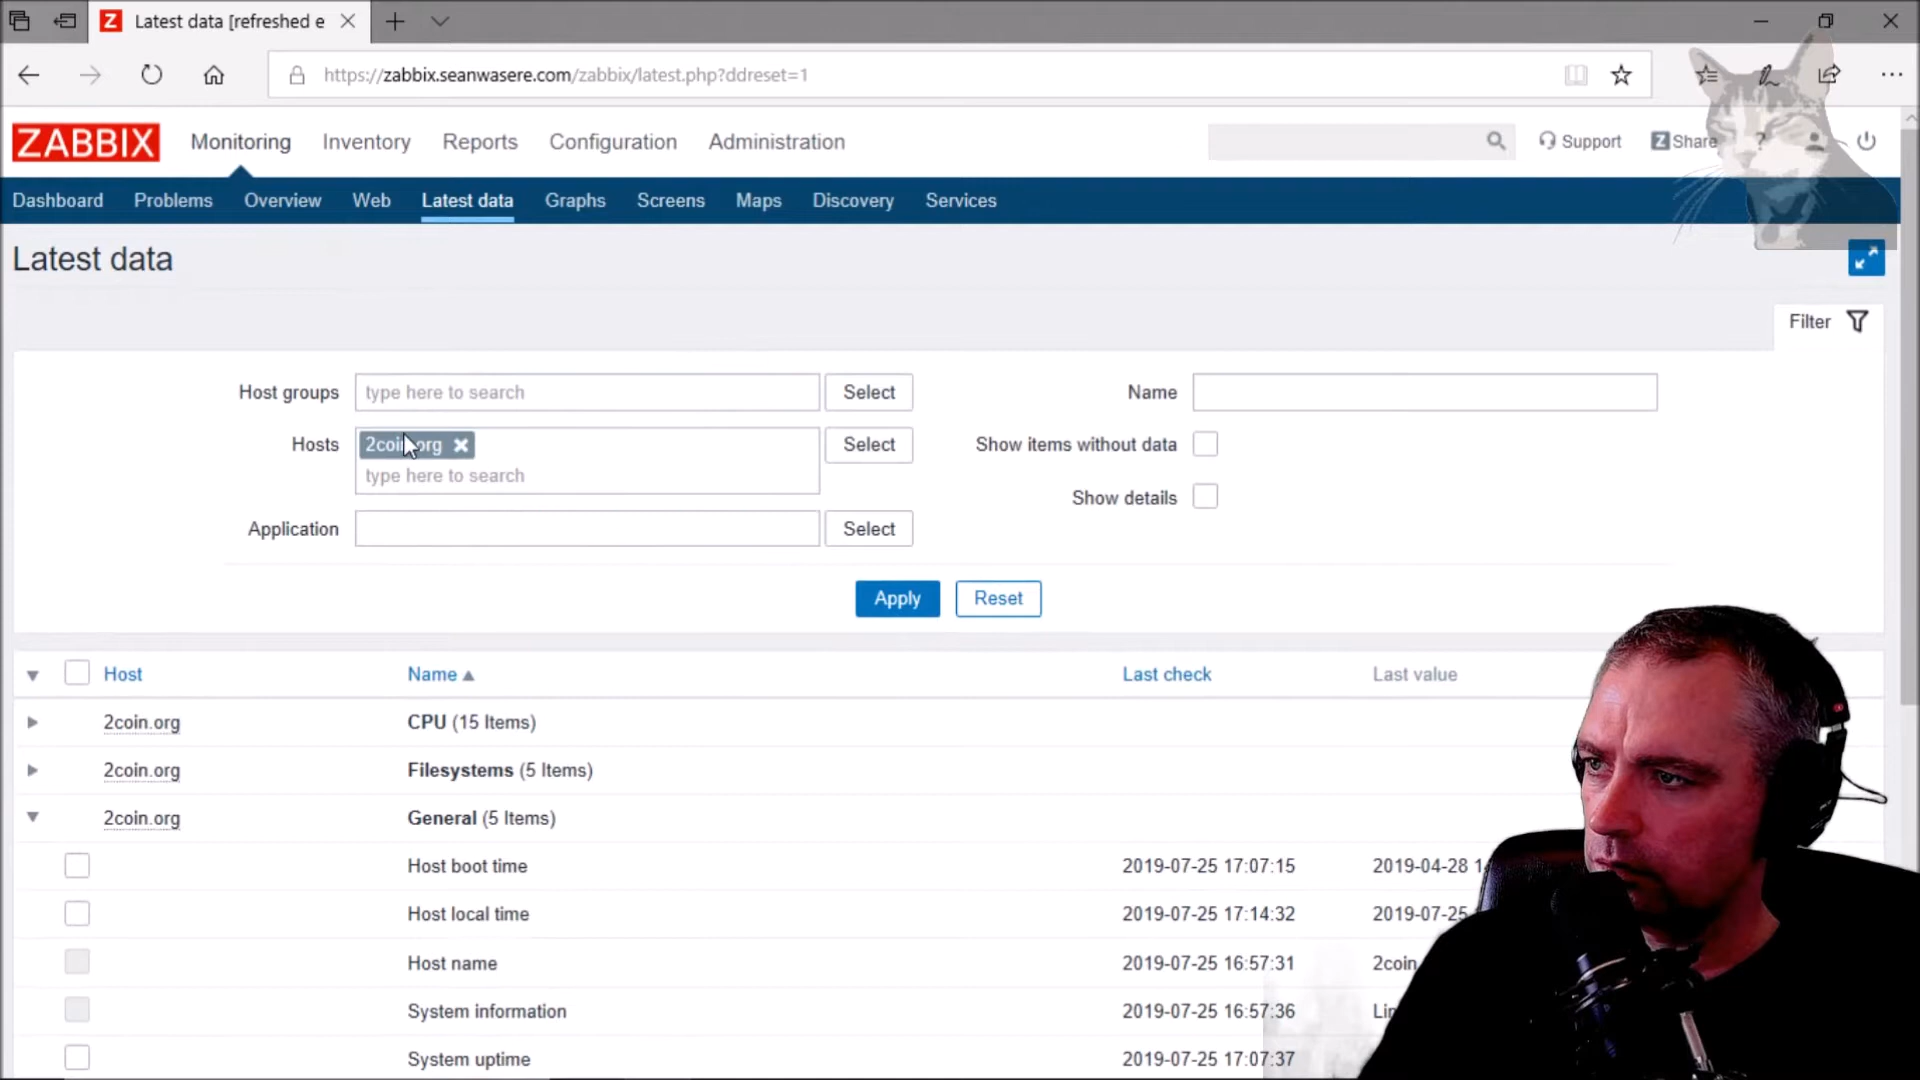 Latest data [refreshed e
https://zabbix.seanwasere.com/zabbix/latest.php?ddreset=1
ZABBIX Monitoring Inventory Reports Configuration Administration Support Z Share ?
Dashboard Problems Overview Web Latest data Graphs Screens Maps Discovery Services
Latest data
Filter
Host groups type here to search Select Name
Hosts 2coin.org Select Show items without data
type here to search
Show details
Application Select
Apply Reset
Host Name Last check Last value
2coin.org CPU (15 Items)
2coin.org Filesystems (5 Items)
2coin.org General (5 Items)
Host boot time 2019-07-25 17:07:15 2019-04-28 1
Host local time 2019-07-25 17:14:32 2019-07-25
Host name 2019-07-25 16:57:31 2coin
System information 2019-07-25 16:57:36 Lin
System uptime 2019-07-25 17:07:37